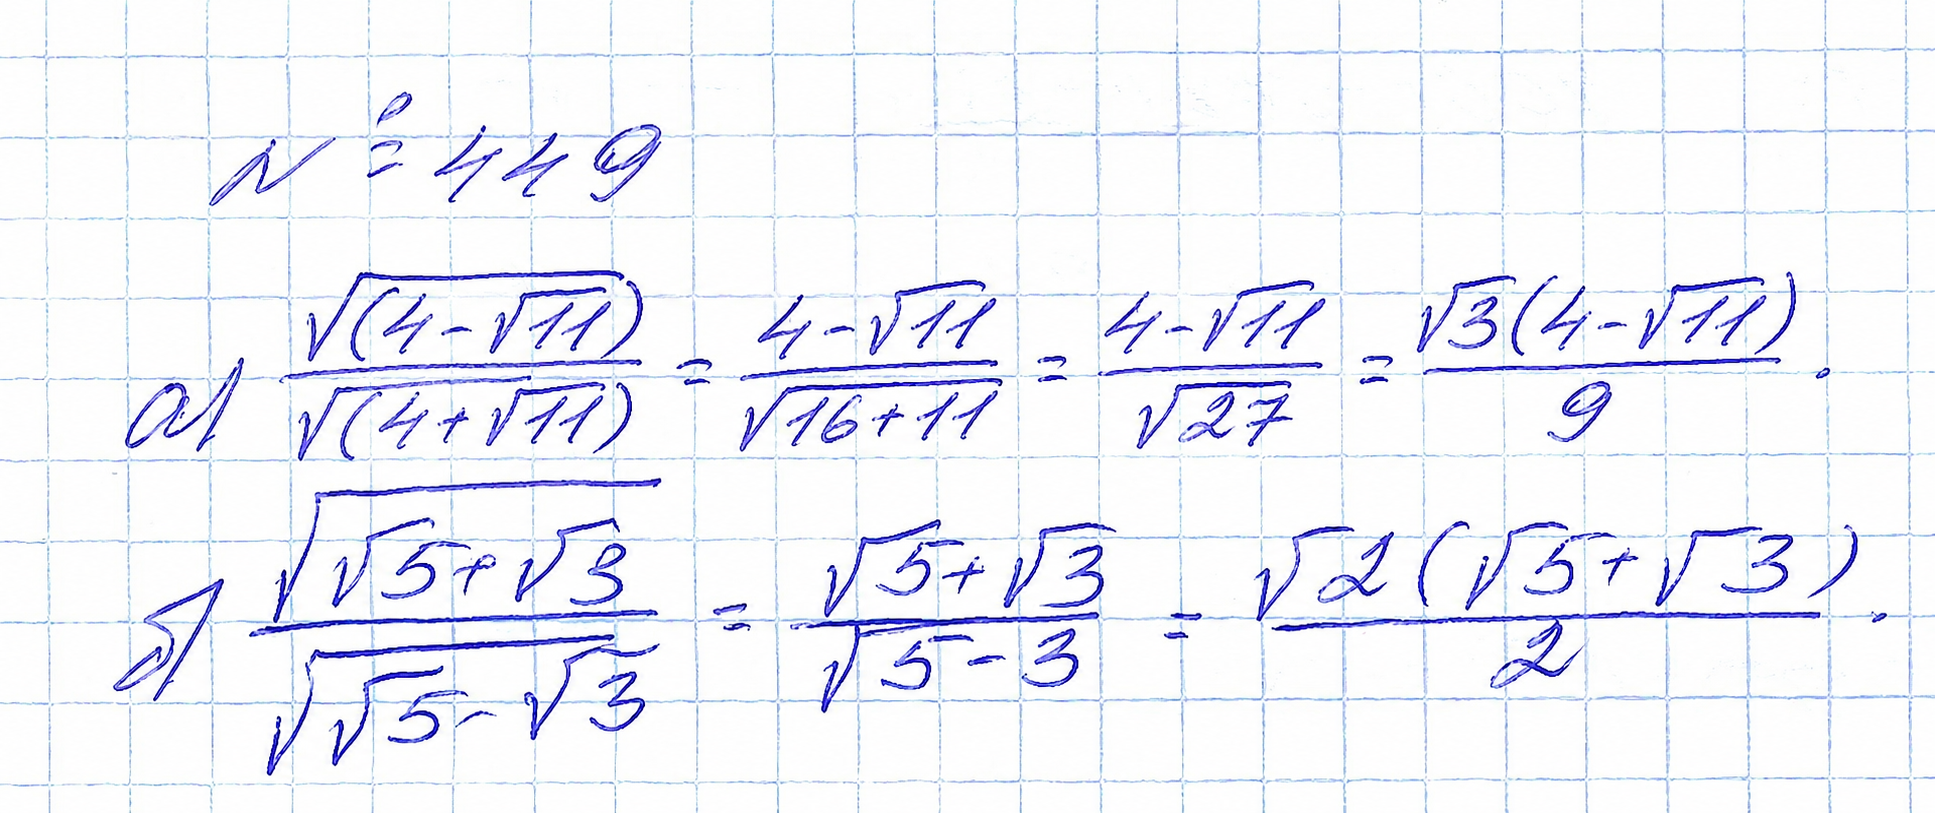 № 449
а) √(4-√11) / √(4+√11) = 4-√11 / √16+11 = 4-√11 / √27 = √3(4-√11) / 9 .
б) √√5+√3 / √√5-√3 = √5+√3 / √5-3 = √2(√5+√3) / 2 .